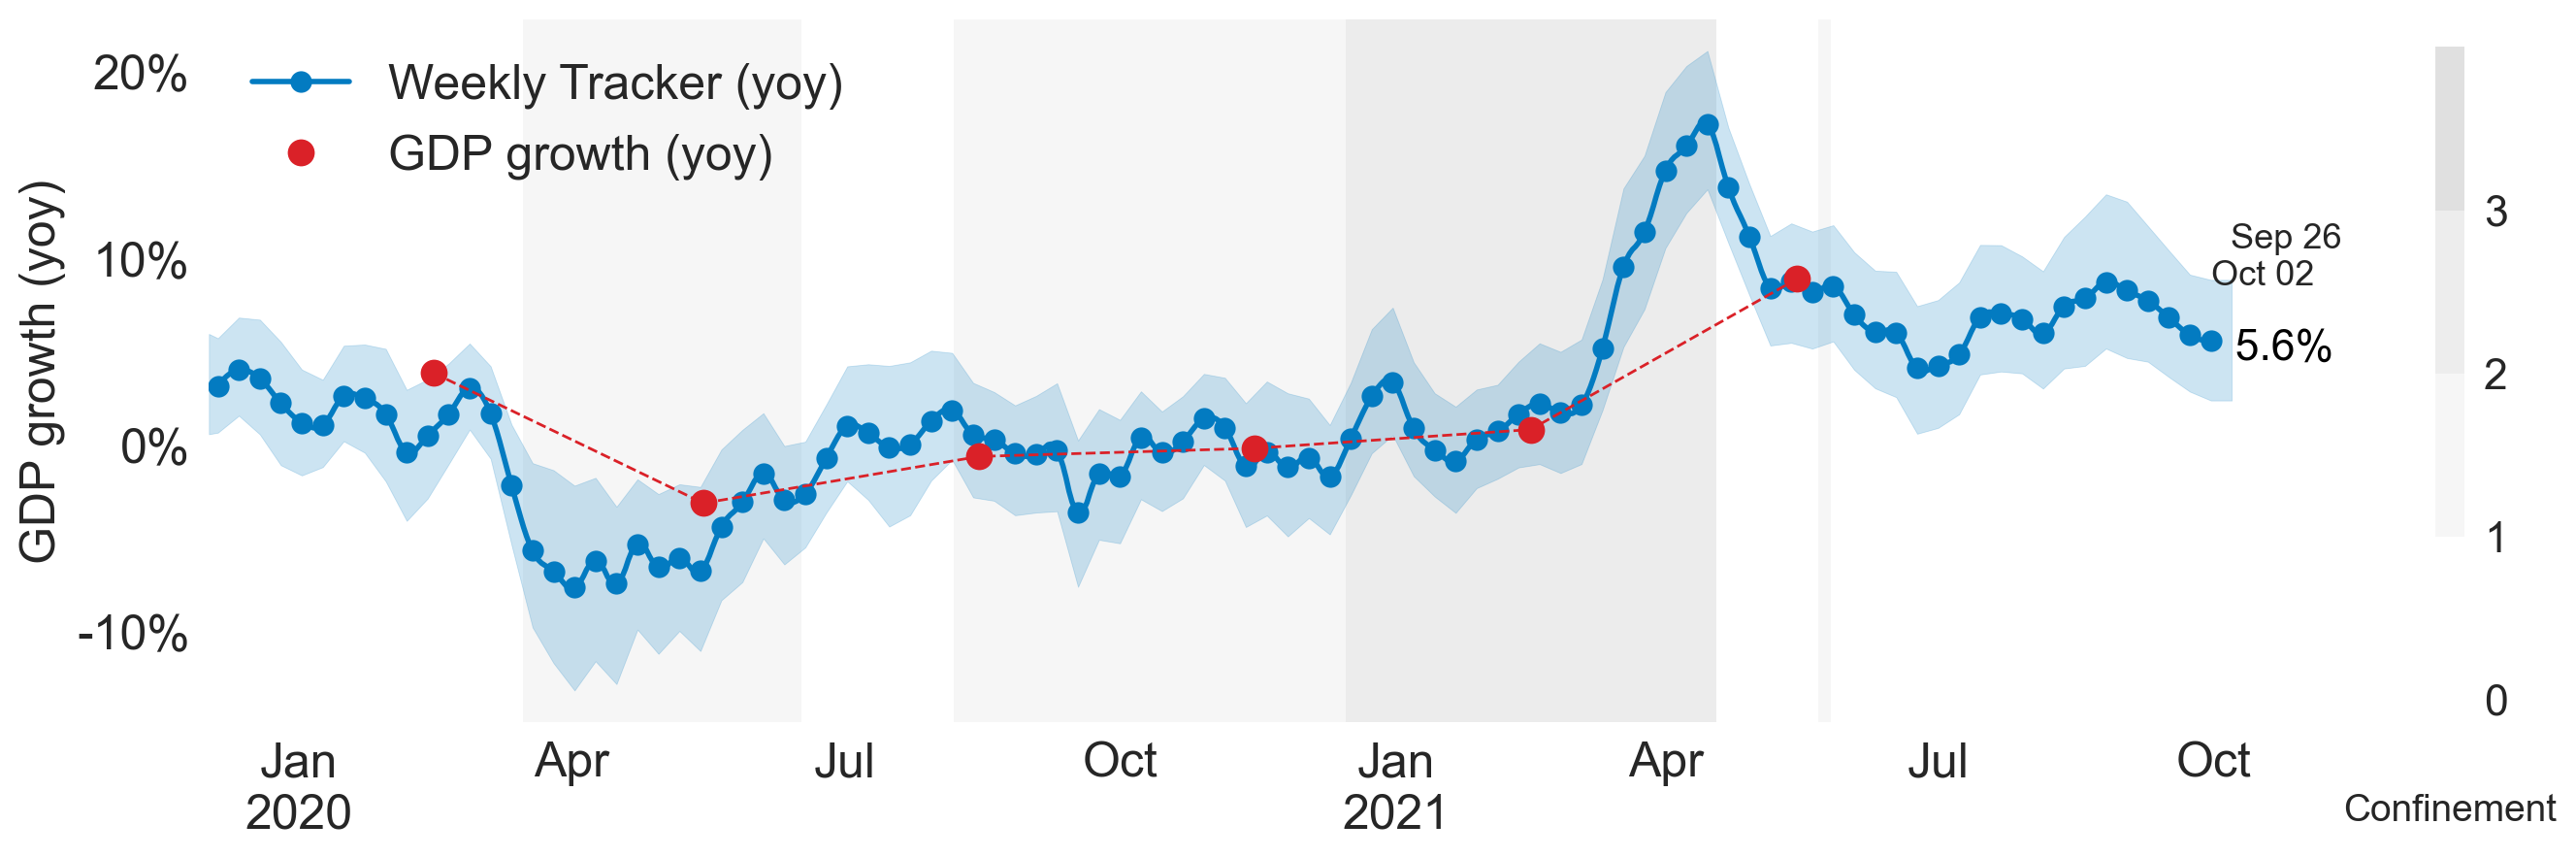 Weekly Tracker (yoy)
GDP growth (yoy)
GDP growth (yoy)
20%
10%
0%
-10%
Sep 26
Oct 02
5.6%
3
2
1
0
Jan Apr Jul Oct Jan Apr Jul Oct
2020 2021
Confinement